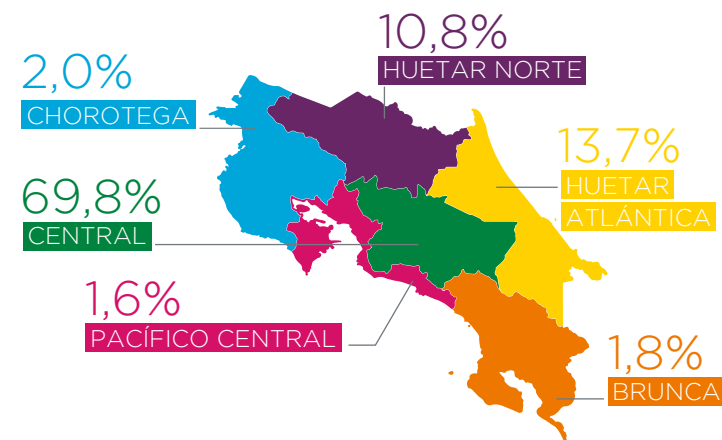 10,8%
HUETAR NORTE
2,0%
CHOROTEGA
13,7%
HUETAR
ATLÁNTICA
69,8%
CENTRAL
1,6%
PACÍFICO CENTRAL
1,8%
BRUNCA